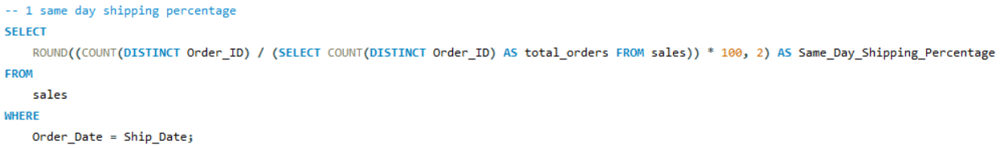 -- 1 same day shipping percentage
SELECT
ROUND((COUNT(DISTINCT Order_ID) / (SELECT COUNT(DISTINCT Order_ID) AS total_orders FROM sales)) * 100, 2) AS Same_Day_Shipping_Percentage
FROM
sales
WHERE
Order_Date = Ship_Date;